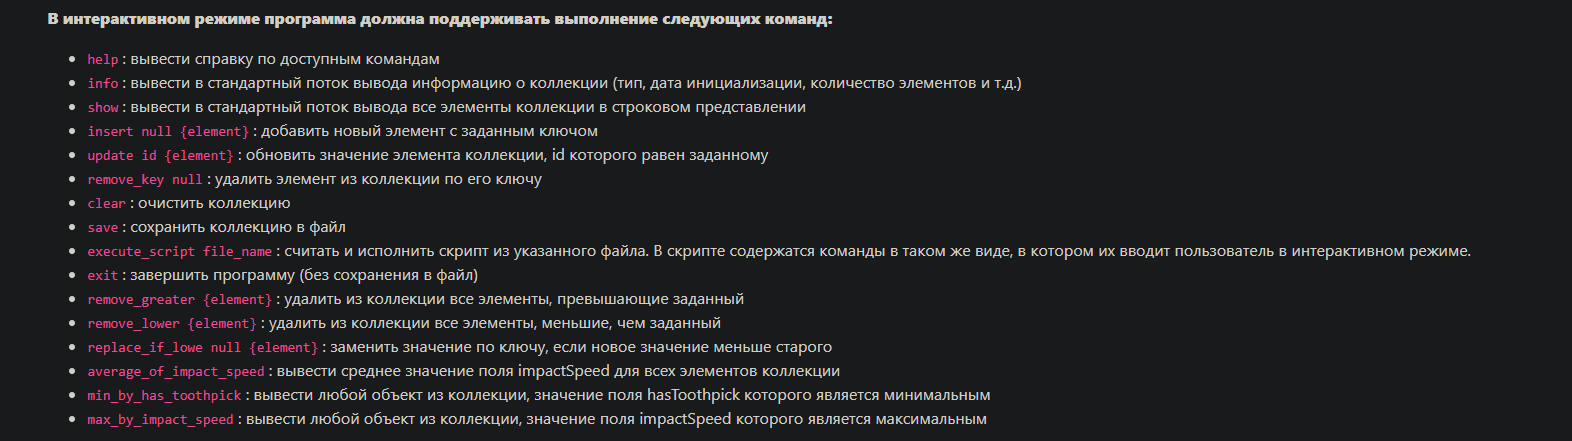 В интерактивном режиме программа должна поддерживать выполнение следующих команд:
• help : вывести справку по доступным командам
• info : вывести в стандартный поток вывода информацию о коллекции (тип, дата инициализации, количество элементов и т.д.)
• show : вывести в стандартный поток вывода все элементы коллекции в строковом представлении
• insert null {element} : добавить новый элемент с заданным ключом
• update id {element} : обновить значение элемента коллекции, id которого равен заданному
• remove_key null : удалить элемент из коллекции по его ключу
• clear : очистить коллекцию
• save : сохранить коллекцию в файл
• execute_script file_name : считать и исполнить скрипт из указанного файла. В скрипте содержатся команды в таком же виде, в котором их вводит пользователь в интерактивном режиме.
• exit : завершить программу (без сохранения в файл)
• remove_greater {element} : удалить из коллекции все элементы, превышающие заданный
• remove_lower {element} : удалить из коллекции все элементы, меньшие, чем заданный
• replace_if_lowe null {element} : заменить значение по ключу, если новое значение меньше старого
• average_of_impact_speed : вывести среднее значение поля impactSpeed для всех элементов коллекции
• min_by_has_toothpick : вывести любой объект из коллекции, значение поля hasToothpick которого является минимальным
• max_by_impact_speed : вывести любой объект из коллекции, значение поля impactSpeed которого является максимальным